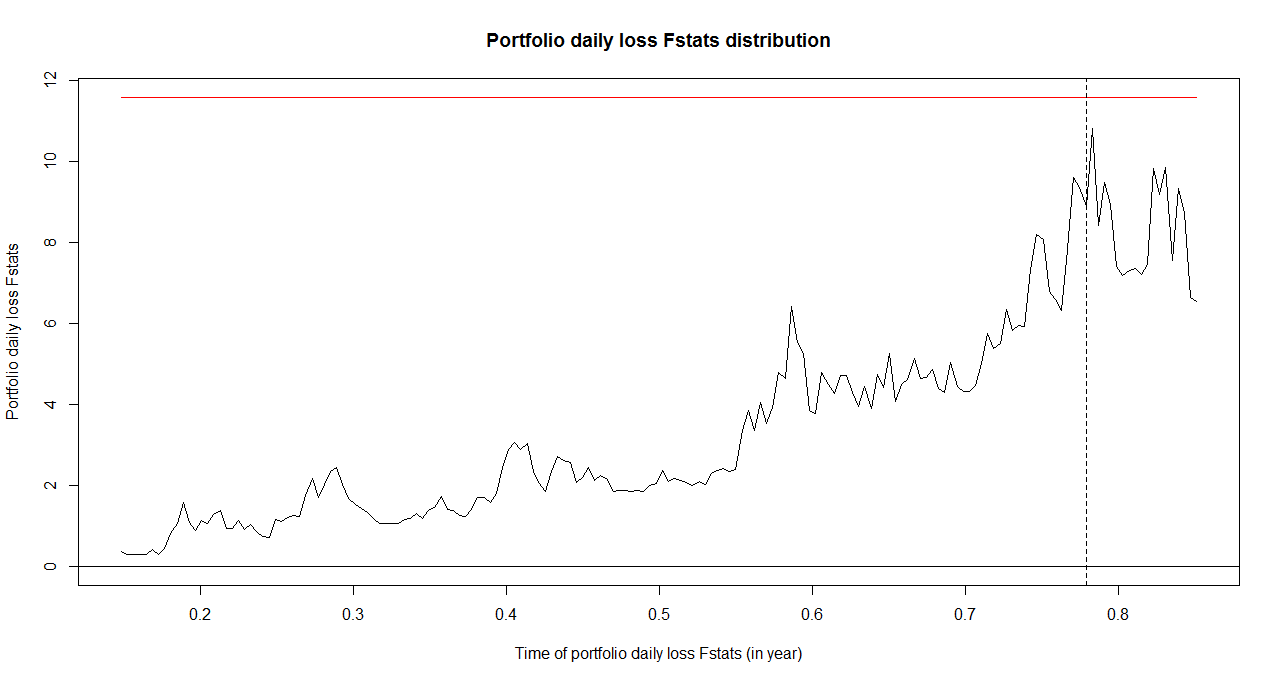 Portfolio daily loss Fstats distribution
Portfolio daily loss Fstats
12
10
8
6
4
2
0
0.2 0.3 0.4 0.5 0.6 0.7 0.8
Time of portfolio daily loss Fstats (in year)